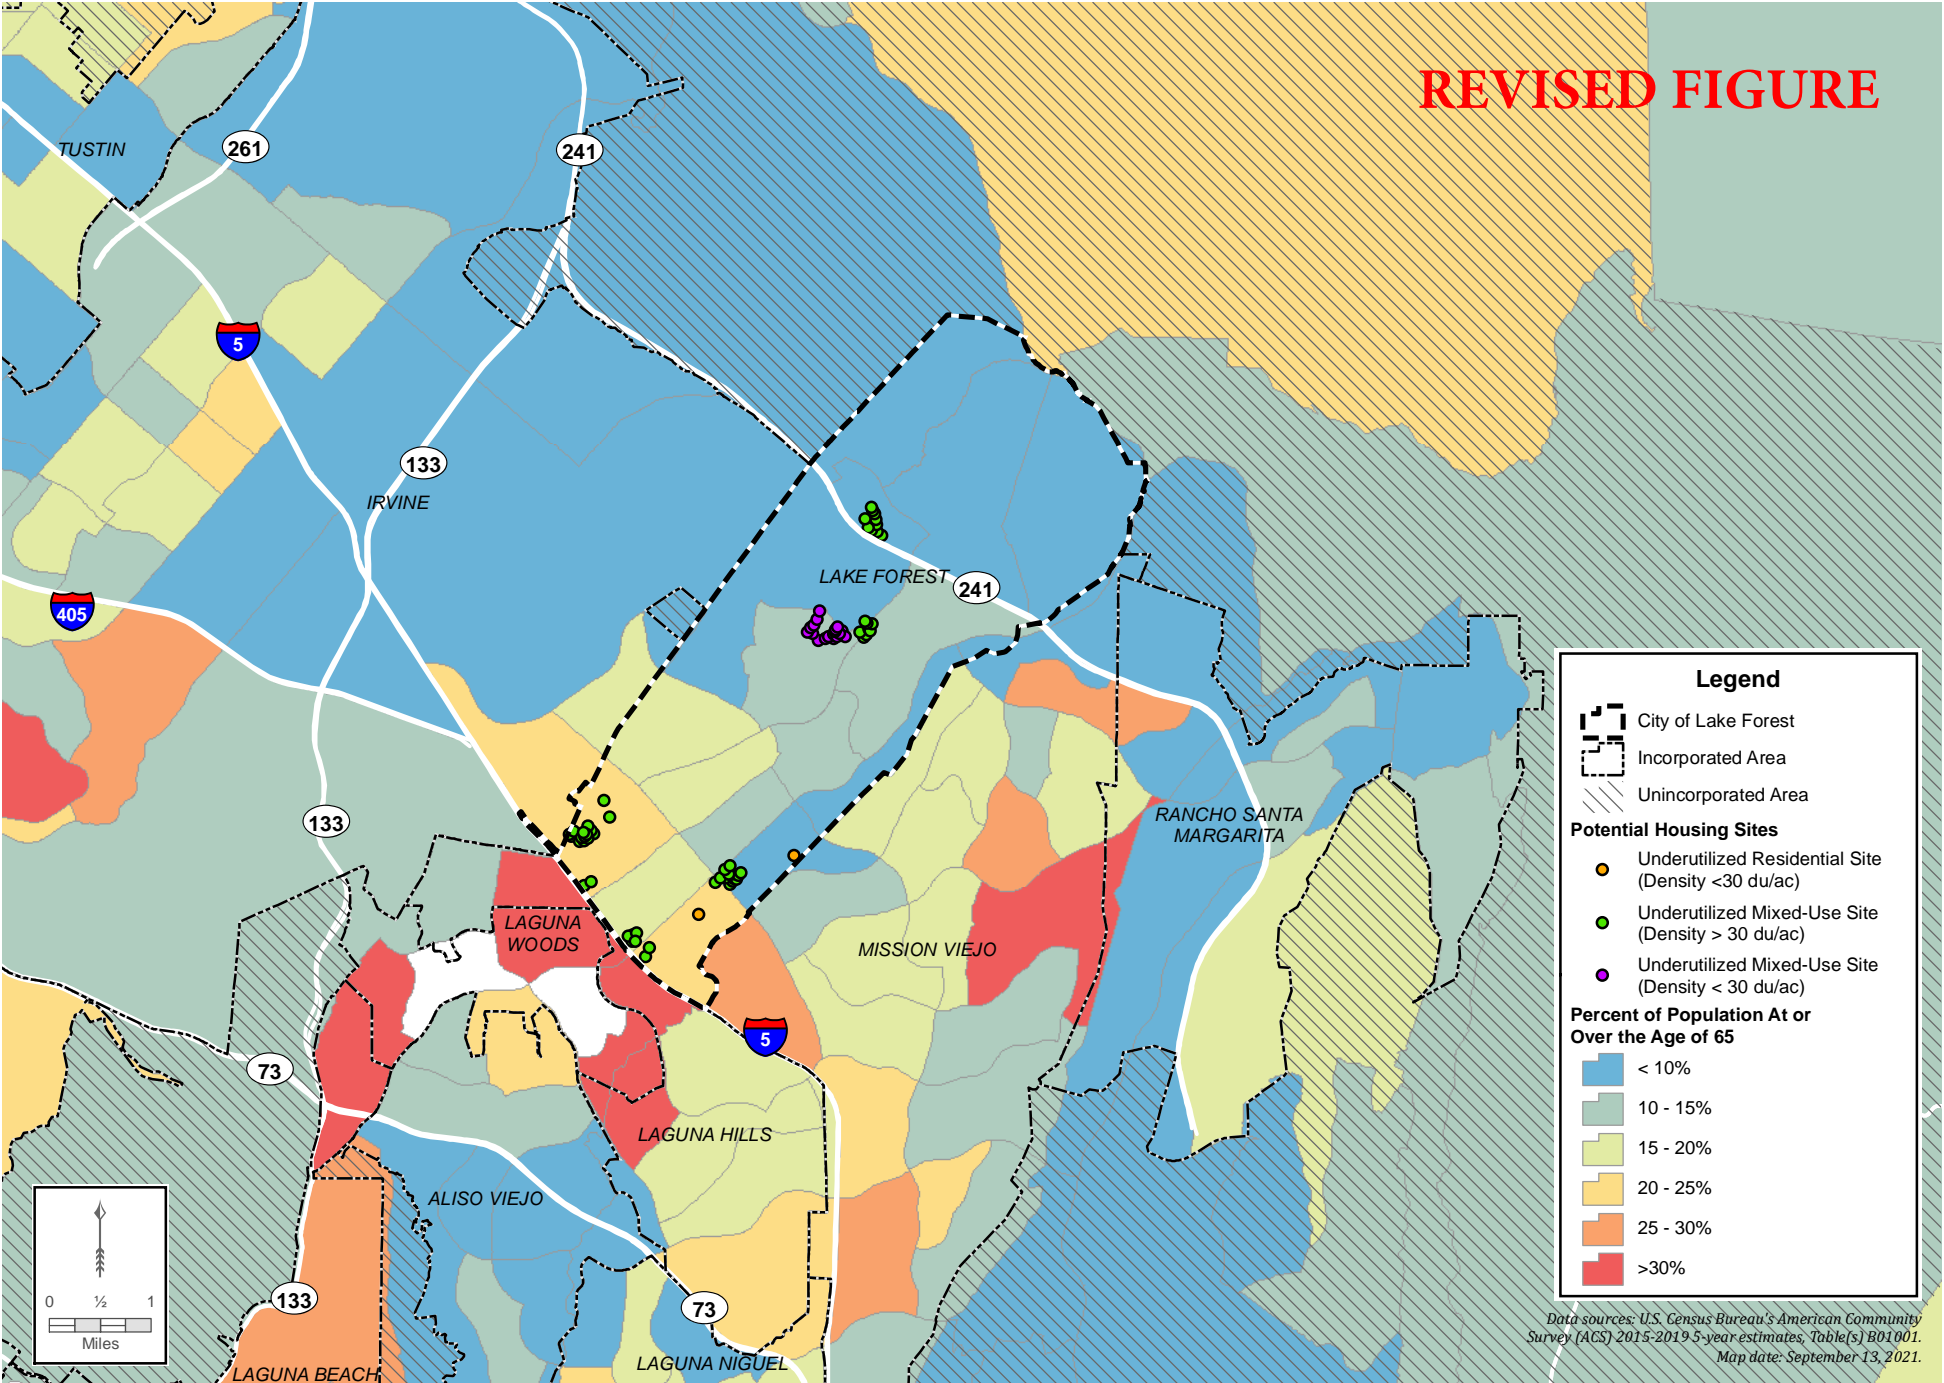 REVISED FIGURE
TUSTIN
261
241
5
133
IRVINE
405
LAKE FOREST
241
133
RANCHO SANTA
MARGARITA
LAGUNA
WOODS
MISSION VIEJO
5
73
LAGUNA HILLS
ALISO VIEJO
133
73
LAGUNA NIGUEL
LAGUNA BEACH
0 ½ 1
Miles
Legend
City of Lake Forest
Incorporated Area
Unincorporated Area
Potential Housing Sites
Underutilized Residential Site
(Density <30 du/ac)
Underutilized Mixed-Use Site
(Density > 30 du/ac)
Underutilized Mixed-Use Site
(Density < 30 du/ac)
Percent of Population At or
Over the Age of 65
< 10%
10 - 15%
15 - 20%
20 - 25%
25 - 30%
>30%
Data sources: U.S. Census Bureau's American Community
Survey (ACS) 2015-2019 5-year estimates, Table(s) B01001.
Map date: September 13, 2021.